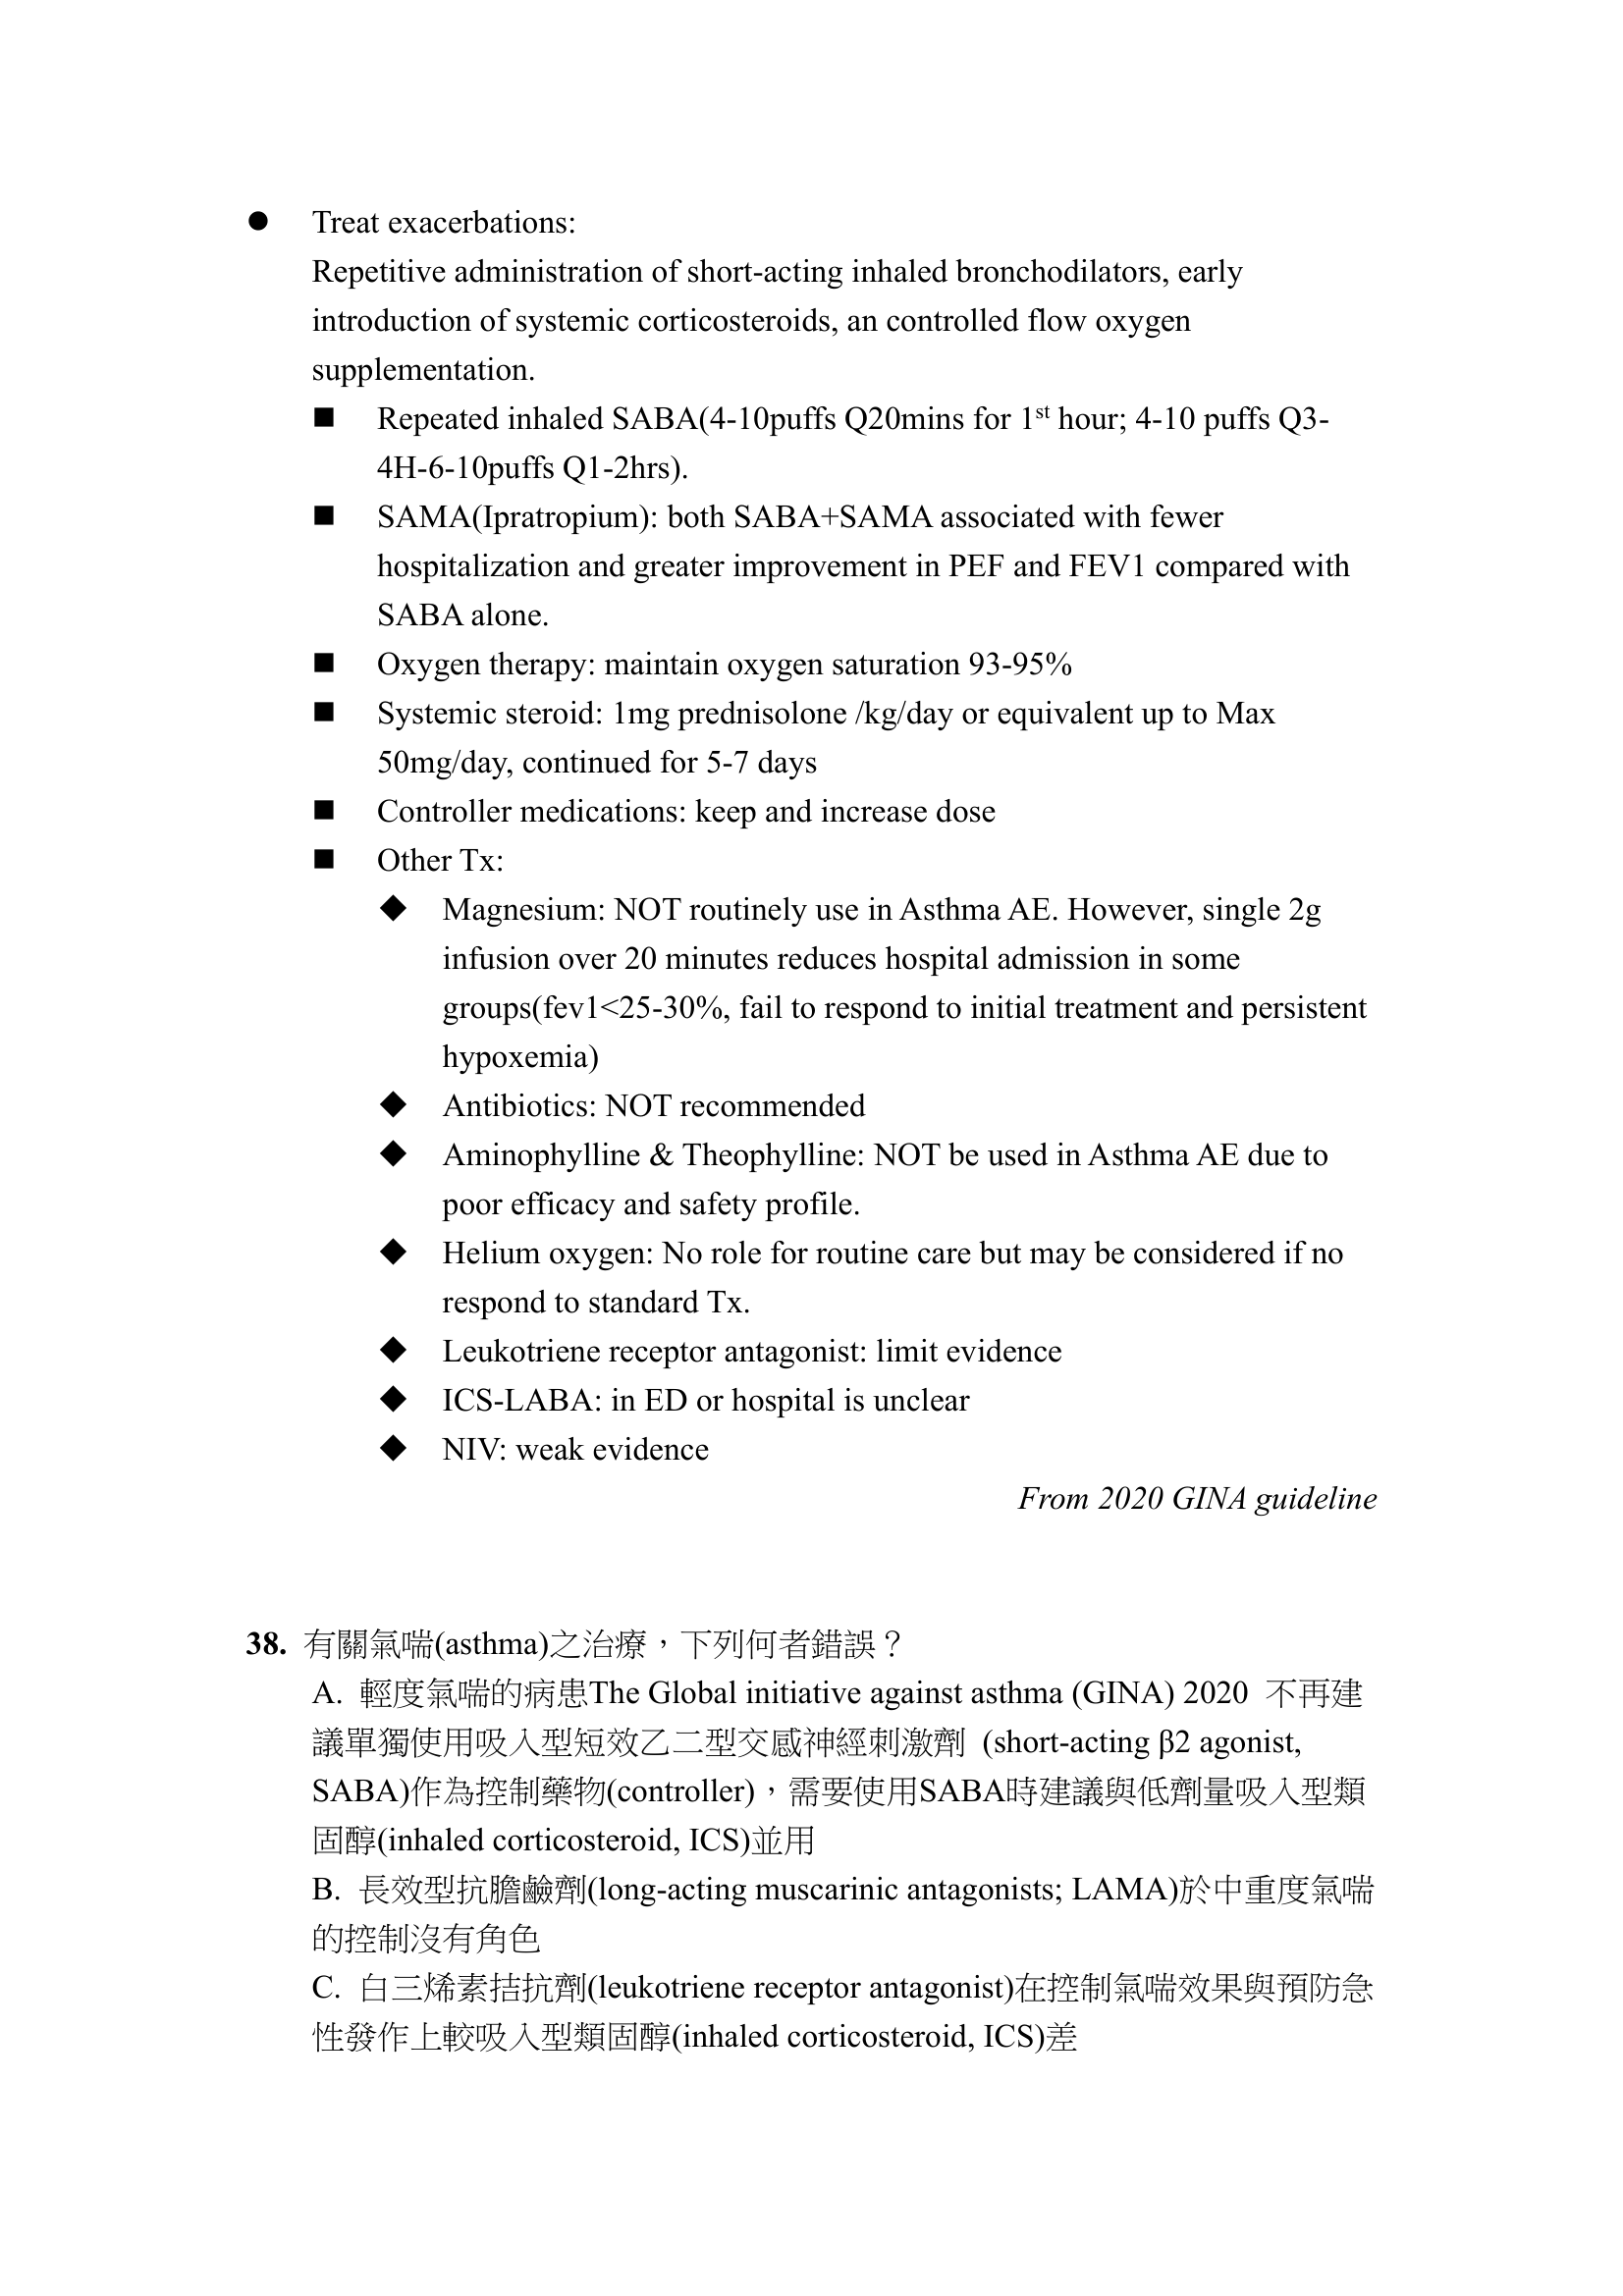 ● Treat exacerbations:
Repetitive administration of short-acting inhaled bronchodilators, early
introduction of systemic corticosteroids, an controlled flow oxygen
supplementation.
■ Repeated inhaled SABA(4-10puffs Q20mins for 1st hour; 4-10 puffs Q3-
4H-6-10puffs Q1-2hrs).
■ SAMA(Ipratropium): both SABA+SAMA associated with fewer
hospitalization and greater improvement in PEF and FEV1 compared with
SABA alone.
■ Oxygen therapy: maintain oxygen saturation 93-95%
■ Systemic steroid: 1mg prednisolone /kg/day or equivalent up to Max
50mg/day, continued for 5-7 days
■ Controller medications: keep and increase dose
■ Other Tx:
◆ Magnesium: NOT routinely use in Asthma AE. However, single 2g
infusion over 20 minutes reduces hospital admission in some
groups(fev1<25-30%, fail to respond to initial treatment and persistent
hypoxemia)
◆ Antibiotics: NOT recommended
◆ Aminophylline & Theophylline: NOT be used in Asthma AE due to
poor efficacy and safety profile.
◆ Helium oxygen: No role for routine care but may be considered if no
respond to standard Tx.
◆ Leukotriene receptor antagonist: limit evidence
◆ ICS-LABA: in ED or hospital is unclear
◆ NIV: weak evidence
From 2020 GINA guideline
38. 有關氣喘(asthma)之治療，下列何者錯誤？
A. 輕度氣喘的病患The Global initiative against asthma (GINA) 2020 不再建
議單獨使用吸入型短效乙二型交感神經刺激劑 (short-acting β2 agonist,
SABA)作為控制藥物(controller)，需要使用SABA時建議與低劑量吸入型類
固醇(inhaled corticosteroid, ICS)並用
B. 長效型抗膽鹼劑(long-acting muscarinic antagonists; LAMA)於中重度氣喘
的控制沒有角色
C. 白三烯素拮抗劑(leukotriene receptor antagonist)在控制氣喘效果與預防急
性發作上較吸入型類固醇(inhaled corticosteroid, ICS)差